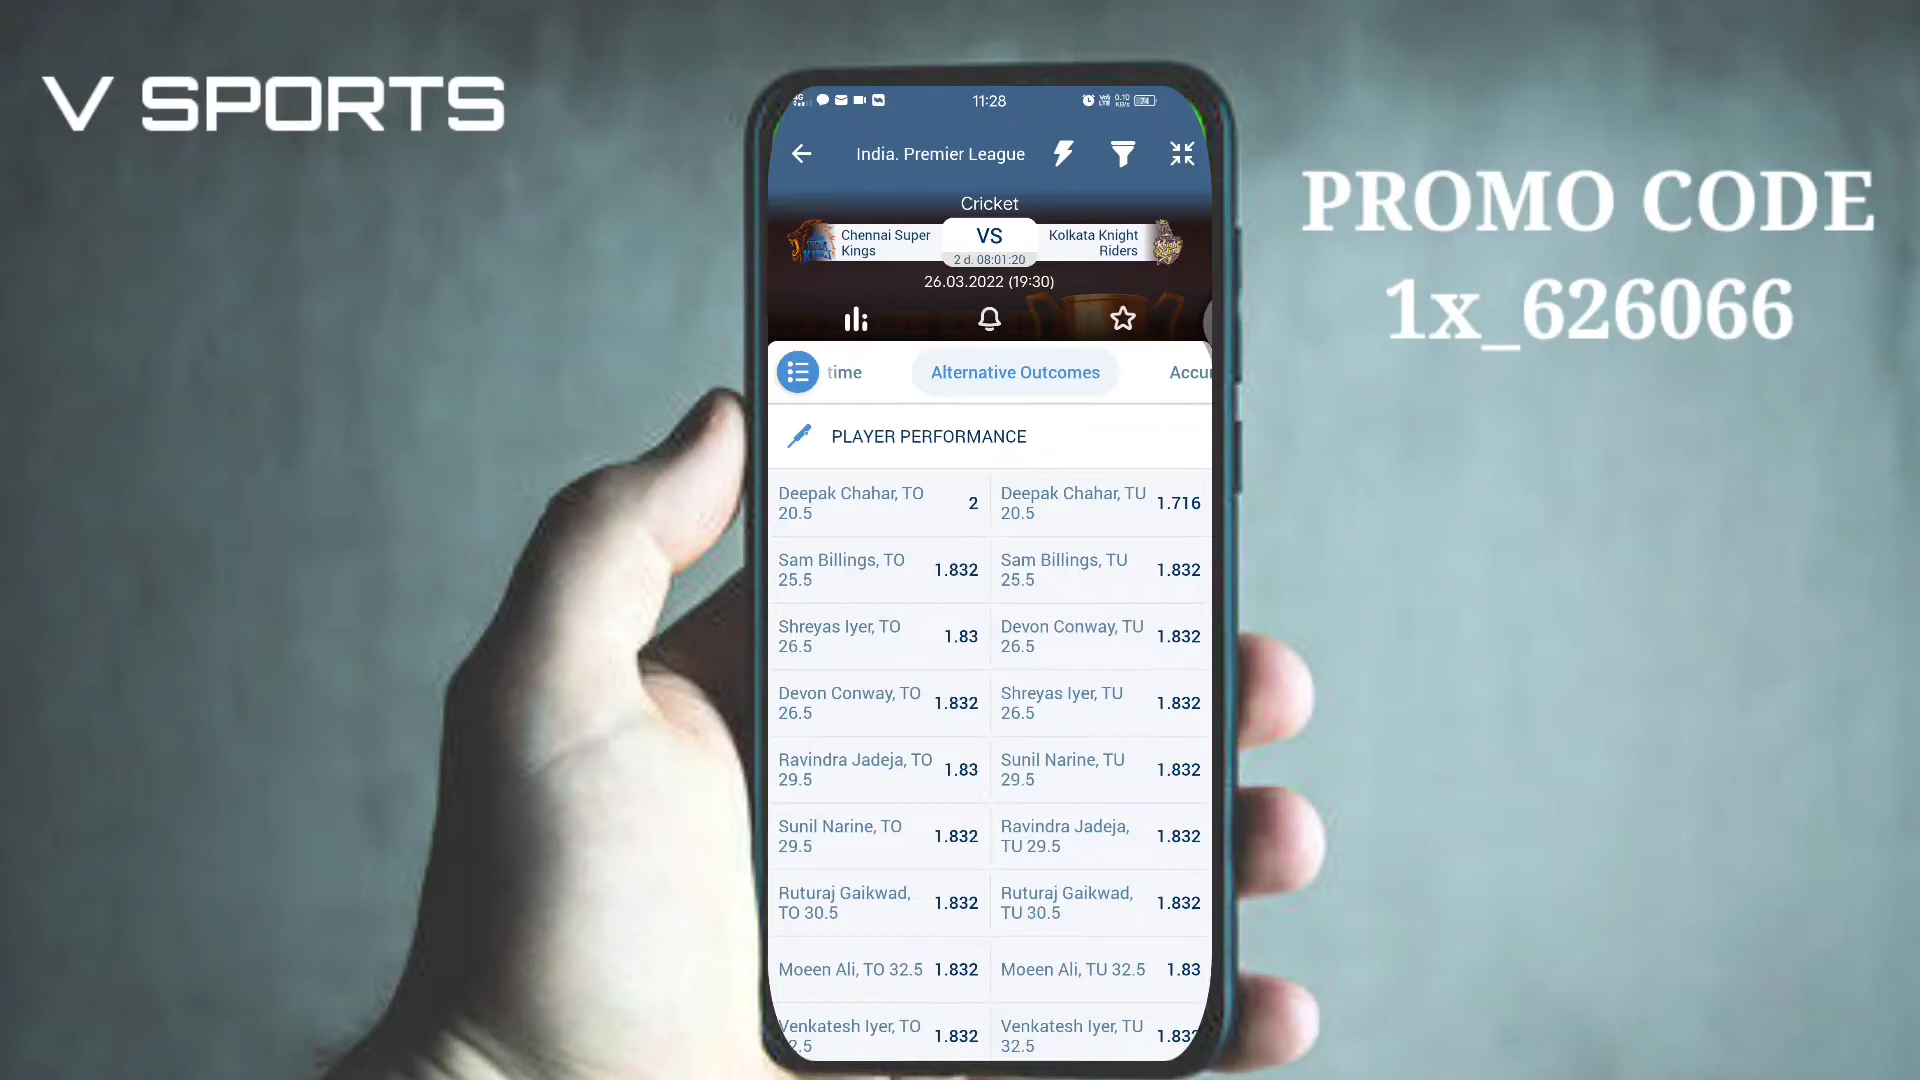 V SPORTS
PROMO CODE
1x_626066
4G
11:28
74
India. Premier League
Cricket
Chennai Super
Kings
VS
Kolkata Knight
Riders
2 d. 08:01:20
26.03.2022 (19:30)
time
Alternative Outcomes
Accu
PLAYER PERFORMANCE
Deepak Chahar, TO
20.5
2
Deepak Chahar, TU
20.5
1.716
Sam Billings, TO
25.5
1.832
Sam Billings, TU
25.5
1.832
Shreyas Iyer, TO
26.5
1.83
Devon Conway, TU
26.5
1.832
Devon Conway, TO
26.5
1.832
Shreyas Iyer, TU
26.5
1.832
Ravindra Jadeja, TO
29.5
1.83
Sunil Narine, TU
29.5
1.832
Sunil Narine, TO
29.5
1.832
Ravindra Jadeja,
TU 29.5
1.832
Ruturaj Gaikwad,
TO 30.5
1.832
Ruturaj Gaikwad,
TU 30.5
1.832
Moeen Ali, TO 32.5
1.832
Moeen Ali, TU 32.5
1.83
Venkatesh Iyer, TO
2.5
1.832
Venkatesh Iyer, TU
32.5
1.832